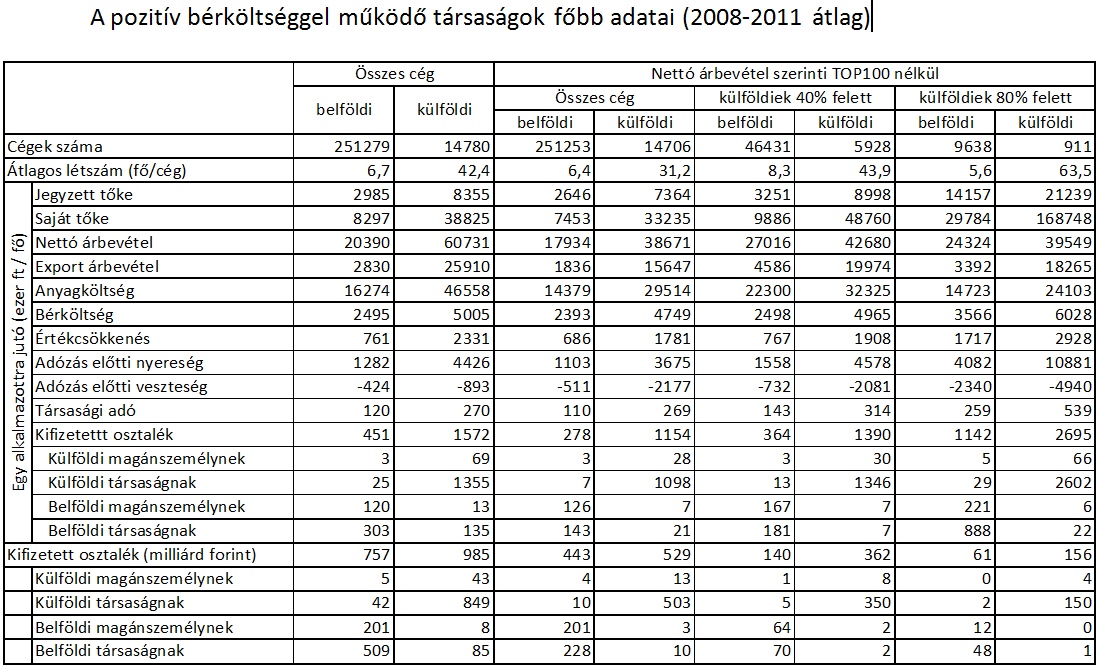 A pozitív bérköltséggel működő társaságok főbb adatai (2008-2011 átlag)
Összes cég Nettó árbevétel szerinti TOP100 nélkül
belföldi külföldi Összes cég külföldiek 40% felett külföldiek 80% felett
belföldi külföldi belföldi külföldi belföldi külföldi
Cégek száma 251279 14780 251253 14706 46431 5928 9638 911
Átlagos létszám (fő/cég) 6,7 42,4 6,4 31,2 8,3 43,9 5,6 63,5
Egy alkalmazottra jutó (ezer ft / fő)
Jegyzett tőke 2985 8355 2646 7364 3251 8998 14157 21239
Saját tőke 8297 38825 7453 33235 9886 48760 29784 168748
Nettó árbevétel 20390 60731 17934 38671 27016 42680 24324 39549
Export árbevétel 2830 25910 1836 15647 4586 19974 3392 18265
Anyagköltség 16274 46558 14379 29514 22300 32325 14723 24103
Bérköltség 2495 5005 2393 4749 2498 4965 3566 6028
Értékcsökkenés 761 2331 686 1781 767 1908 1717 2928
Adózás előtti nyereség 1282 4426 1103 3675 1558 4578 4082 10881
Adózás előtti veszteség -424 -893 -511 -2177 -732 -2081 -2340 -4940
Társasági adó 120 270 110 269 143 314 259 539
Kifizetettt osztalék 451 1572 278 1154 364 1390 1142 2695
Külföldi magánszemélynek 3 69 3 28 3 30 5 66
Külföldi társaságnak 25 1355 7 1098 13 1346 29 2602
Belföldi magánszemélynek 120 13 126 7 167 7 221 6
Belföldi társaságnak 303 135 143 21 181 7 888 22
Kifizetett osztalék (milliárd forint) 757 985 443 529 140 362 61 156
Külföldi magánszemélynek 5 43 4 13 1 8 0 4
Külföldi társaságnak 42 849 10 503 5 350 2 150
Belföldi magánszemélynek 201 8 201 3 64 2 12 0
Belföldi társaságnak 509 85 228 10 70 2 48 1